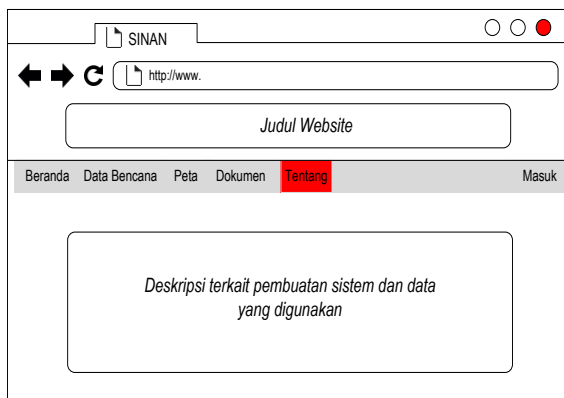 SINAN
http://www.
Judul Website
Beranda Data Bencana Peta Dokumen Tentang Masuk
Deskripsi terkait pembuatan sistem dan data
yang digunakan